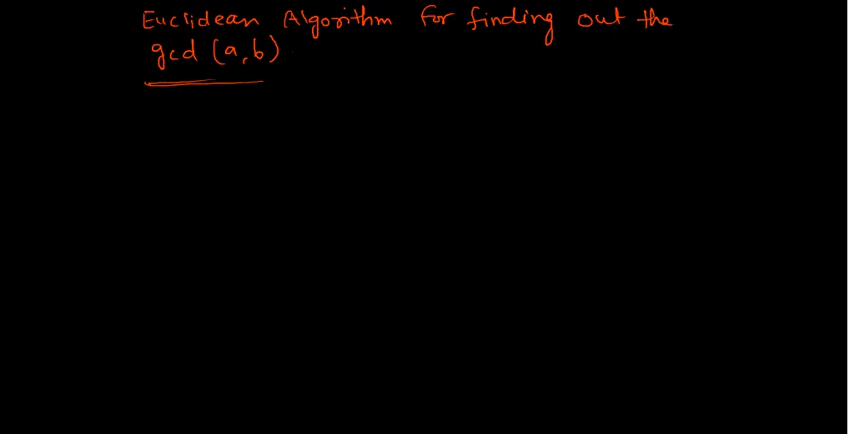 Euclidean Algorithm for finding out the
gcd (a, b)